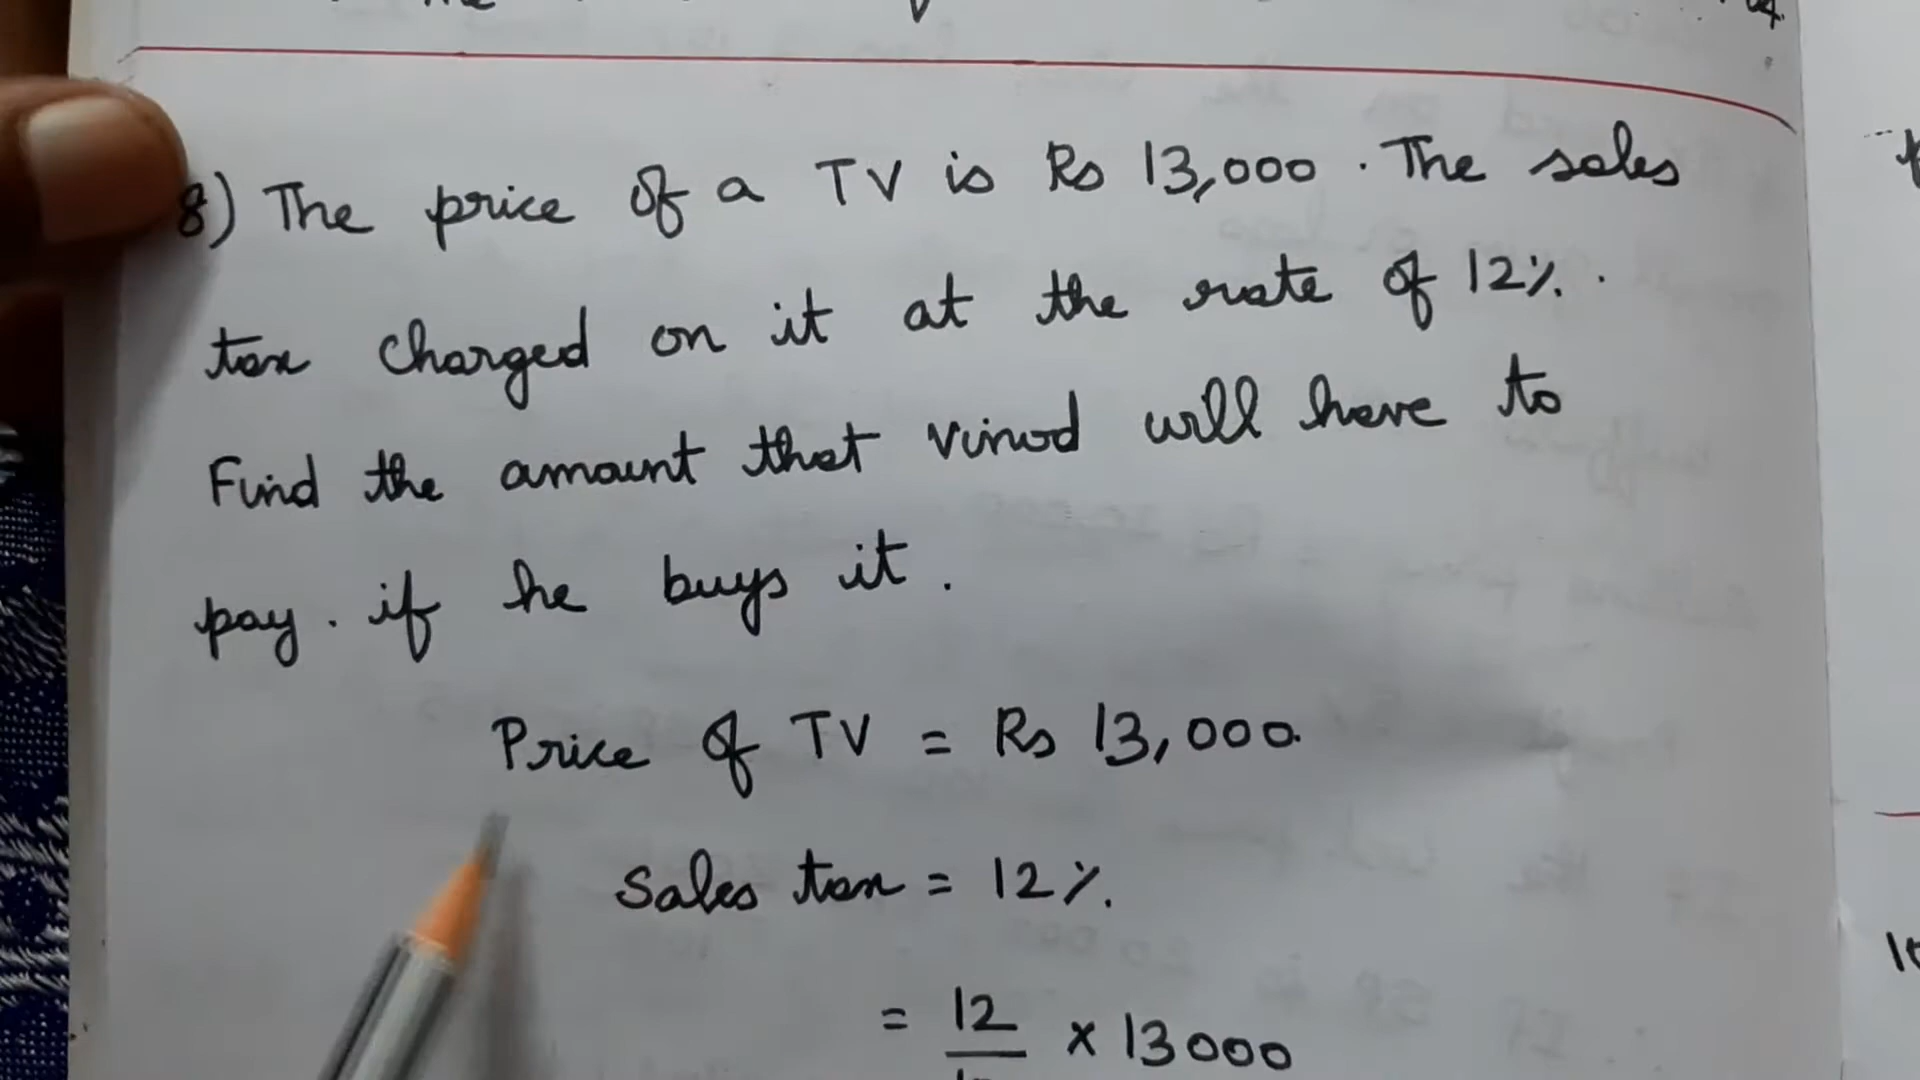 The
8) The price of a TV is Rs 13,000. The sales
tax charged on it at the rate of 12%.
Find the amount that vinod will have to
pay. if he buys it.
Price of TV = Rs 13,000.
Sales tax = 12%.
= 12 × 13000